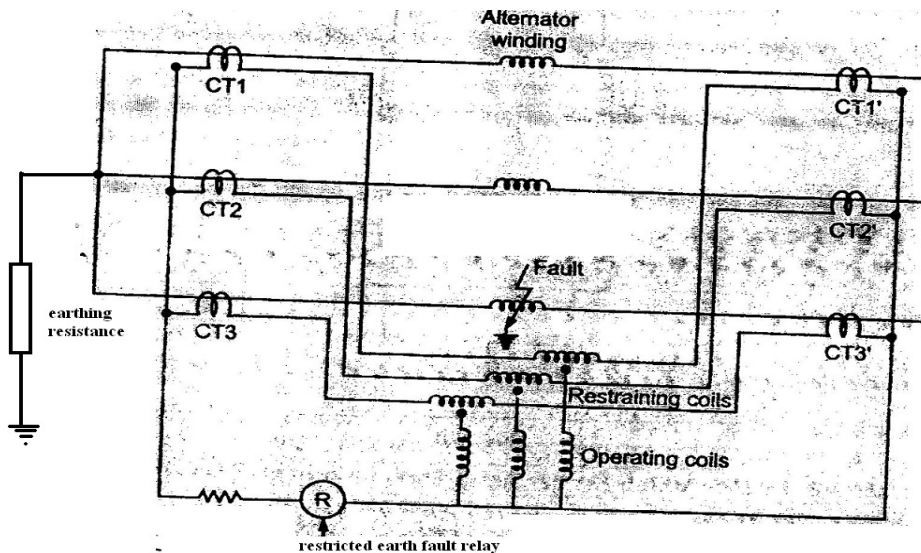 Alternator
winding
CT1
CT1'
CT2
CT2'
Fault
earthing
resistance
CT3
CT3'
Restraining coils
Operating coils
R
restricted earth fault relay